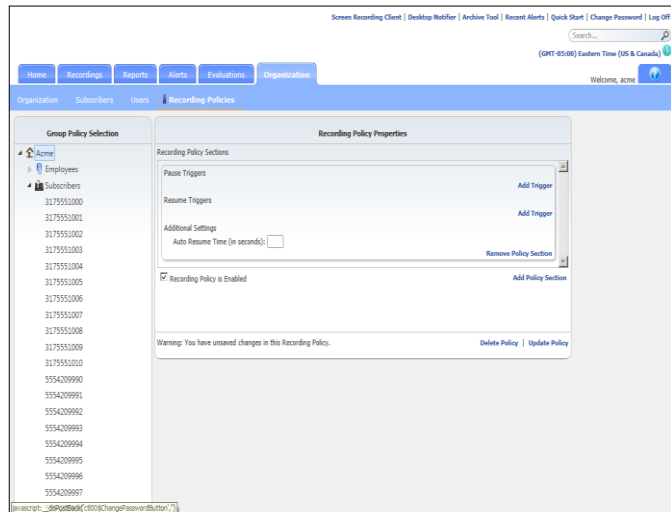 Screen Recording Client | Desktop Notifier | Archive Tool | Recent Alerts | Quick Start | Change Password | Log Off
Search...
(GMT-05:00) Eastern Time (US & Canada)
Home Recordings Reports Alerts Evaluations Organization
Welcome, acme
Organization Subscribers Users Recording Policies
Group Policy Selection
Acme
Employees
Subscribers
3175551000
3175551001
3175551002
3175551003
3175551004
3175551005
3175551006
3175551007
3175551008
3175551009
3175551010
5554209990
5554209991
5554209992
5554209993
5554209994
5554209995
5554209996
5554209997
Recording Policy Properties
Recording Policy Sections
Pause Triggers
Add Trigger
Resume Triggers
Add Trigger
Additional Settings
Auto Resume Time (in seconds):
Remove Policy Section
Recording Policy is Enabled
Add Policy Section
Warning: You have unsaved changes in this Recording Policy.
Delete Policy | Update Policy
javascript:__doPostBack('ctl00$ChangePasswordButton','')